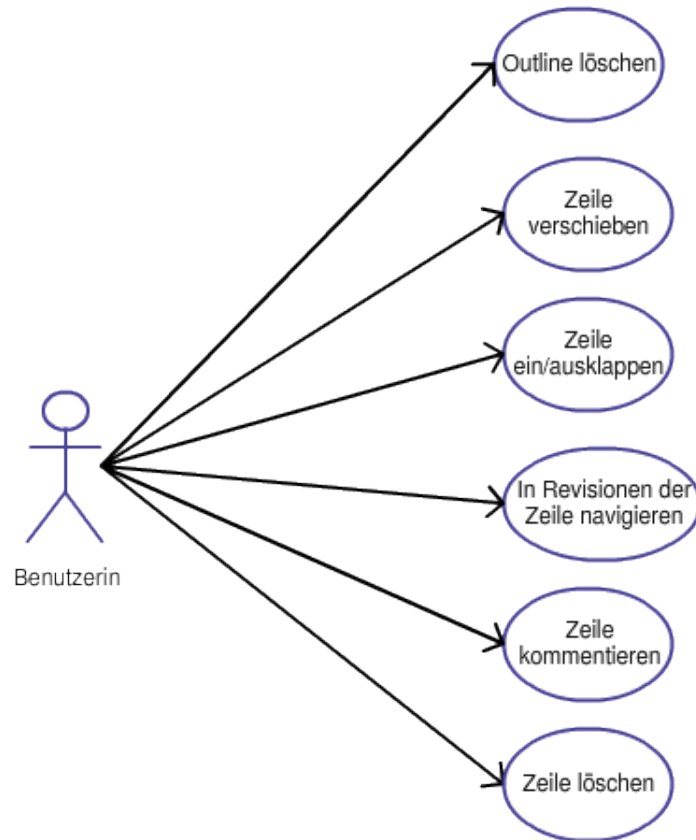 Outline löschen
Zeile
verschieben
Zeile
ein/ausklappen
In Revisionen der
Zeile navigieren
Benutzerin
Zeile
kommentieren
Zeile löschen